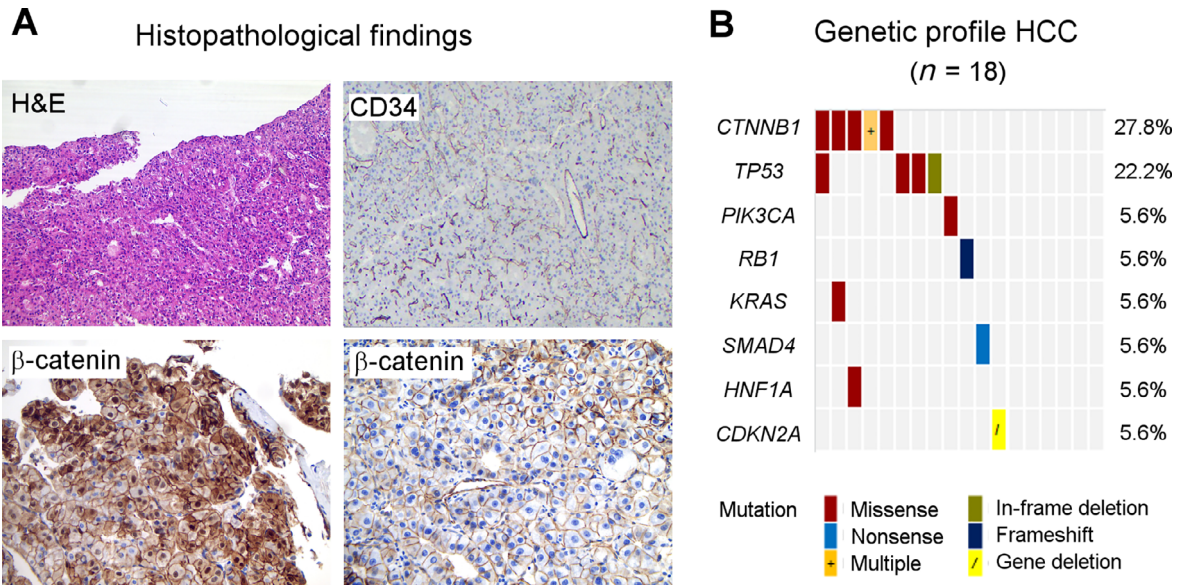 A
Histopathological findings
H&E
CD34
β-catenin
β-catenin
B
Genetic profile HCC
(n = 18)
CTNNB1 + 27.8%
TP53 22.2%
PIK3CA 5.6%
RB1 5.6%
KRAS 5.6%
SMAD4 5.6%
HNF1A 5.6%
CDKN2A / 5.6%
Mutation
Missense
Nonsense
+ Multiple
In-frame deletion
Frameshift
/ Gene deletion